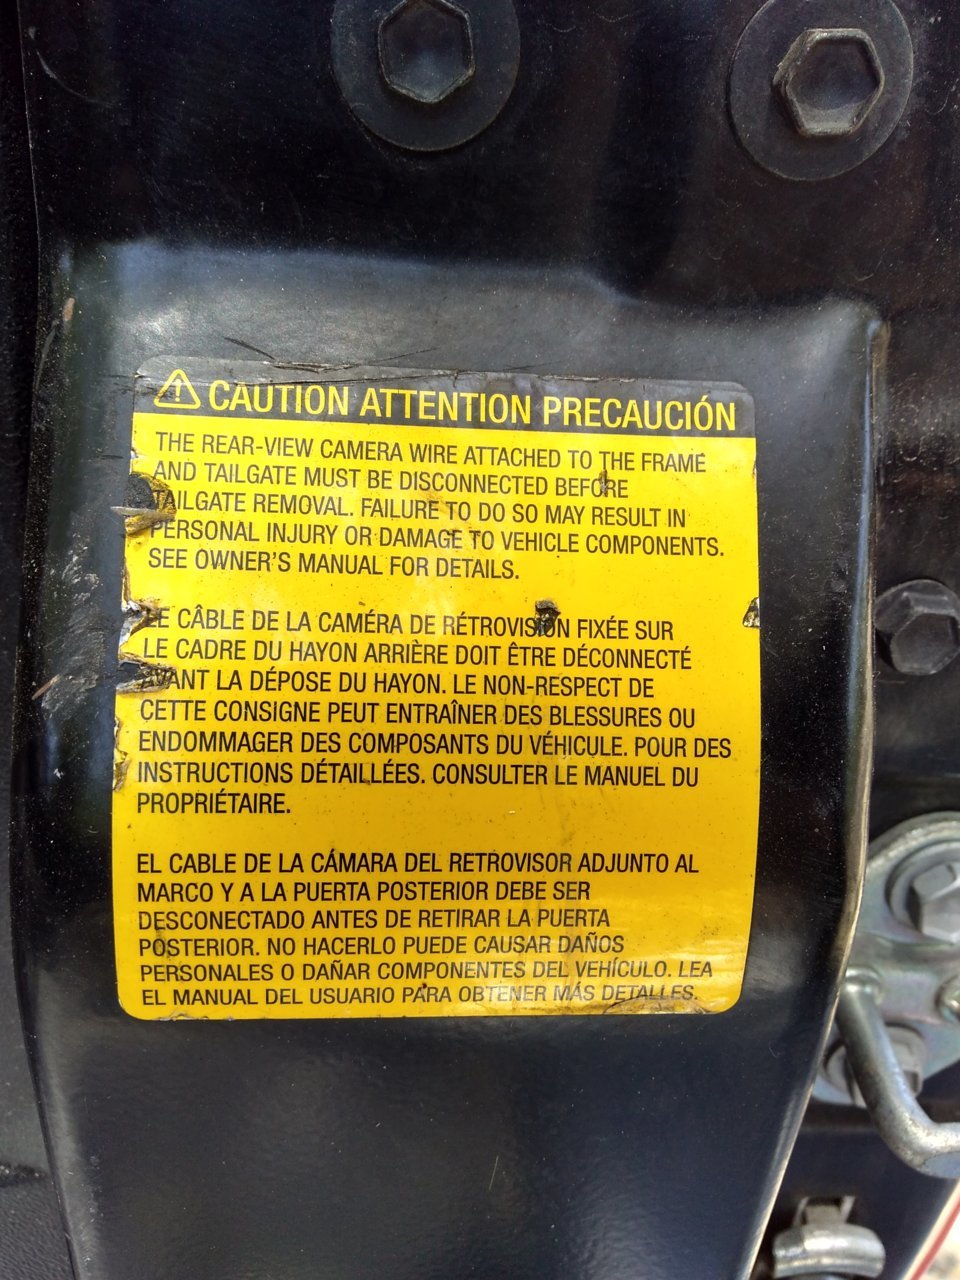 CAUTION ATTENTION PRECAUCIÓN
THE REAR-VIEW CAMERA WIRE ATTACHED TO THE FRAME
AND TAILGATE MUST BE DISCONNECTED BEFORE
TAILGATE REMOVAL. FAILURE TO DO SO MAY RESULT IN
PERSONAL INJURY OR DAMAGE TO VEHICLE COMPONENTS.
SEE OWNER'S MANUAL FOR DETAILS.
LE CÂBLE DE LA CAMÉRA DE RÉTROVISION FIXÉE SUR
LE CADRE DU HAYON ARRIÈRE DOIT ÊTRE DÉCONNECTÉ
AVANT LA DÉPOSE DU HAYON. LE NON-RESPECT DE
CETTE CONSIGNE PEUT ENTRAÎNER DES BLESSURES OU
ENDOMMAGER DES COMPOSANTS DU VÉHICULE. POUR DES
INSTRUCTIONS DÉTAILLÉES. CONSULTER LE MANUEL DU
PROPRIÉTAIRE.
EL CABLE DE LA CÁMARA DEL RETROVISOR ADJUNTO AL
MARCO Y A LA PUERTA POSTERIOR DEBE SER
DESCONECTADO ANTES DE RETIRAR LA PUERTA
POSTERIOR. NO HACERLO PUEDE CAUSAR DAÑOS
PERSONALES O DAÑAR COMPONENTES DEL VEHÍCULO. LEA
EL MANUAL DEL USUARIO PARA OBTENER MÁS DETALLES.